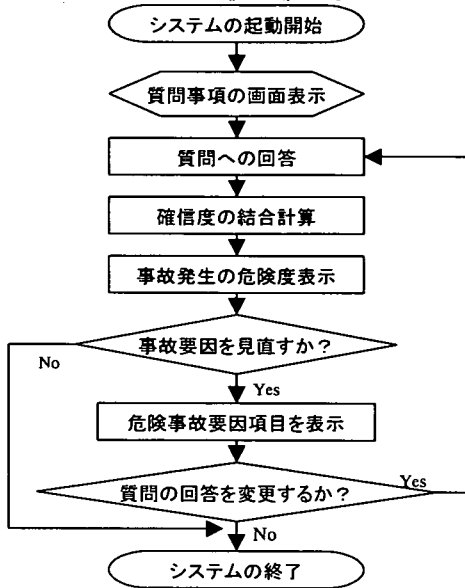 システムの起動開始
質問事項の画面表示
質問への回答
確信度の結合計算
事故発生の危険度表示
事故要因を見直すか？
No
Yes
危険事故要因項目を表示
質問の回答を変更するか？
Yes
No
システムの終了